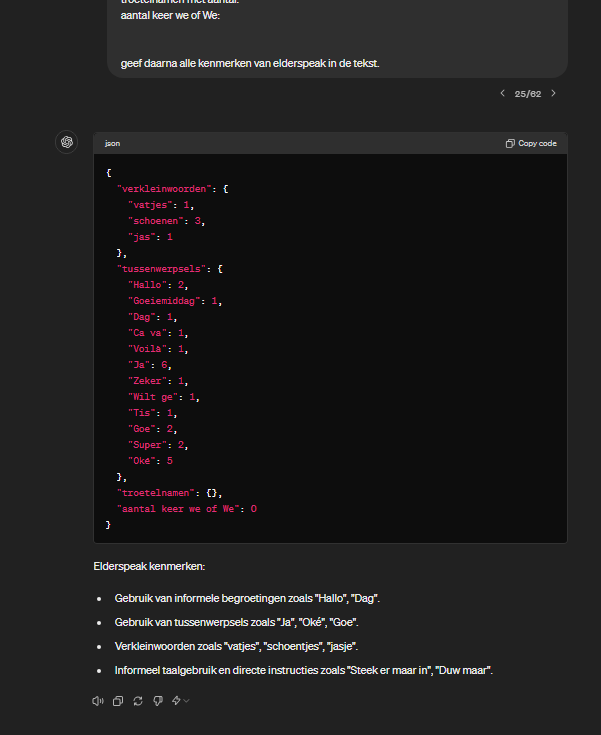 troetelnamen met aantal:
aantal keer we of We:
geef daarna alle kenmerken van elderspeak in de tekst.
25/62
json
Copy code
{
"verkleinwoorden": {
"vatjes": 1,
"schoenen": 3,
"jas": 1
},
"tussenwerpsels": {
"Hallo": 2,
"Goeiemiddag": 1,
"Dag": 1,
"Ca va": 1,
"Voilà": 1,
"Ja": 6,
"Zeker": 1,
"Wilt ge": 1,
"Tis": 1,
"Goe": 2,
"Super": 2,
"Oké": 5
},
"troetelnamen": {},
"aantal keer we of We": 0
}
Elderspeak kenmerken:
Gebruik van informele begroetingen zoals "Hallo", "Dag".
Gebruik van tussenwerpsels zoals "Ja", "Oké", "Goe".
Verkleinwoorden zoals "vatjes", "schoentjes", "jasje".
Informeel taalgebruik en directe instructies zoals "Steek er maar in", "Duw maar".